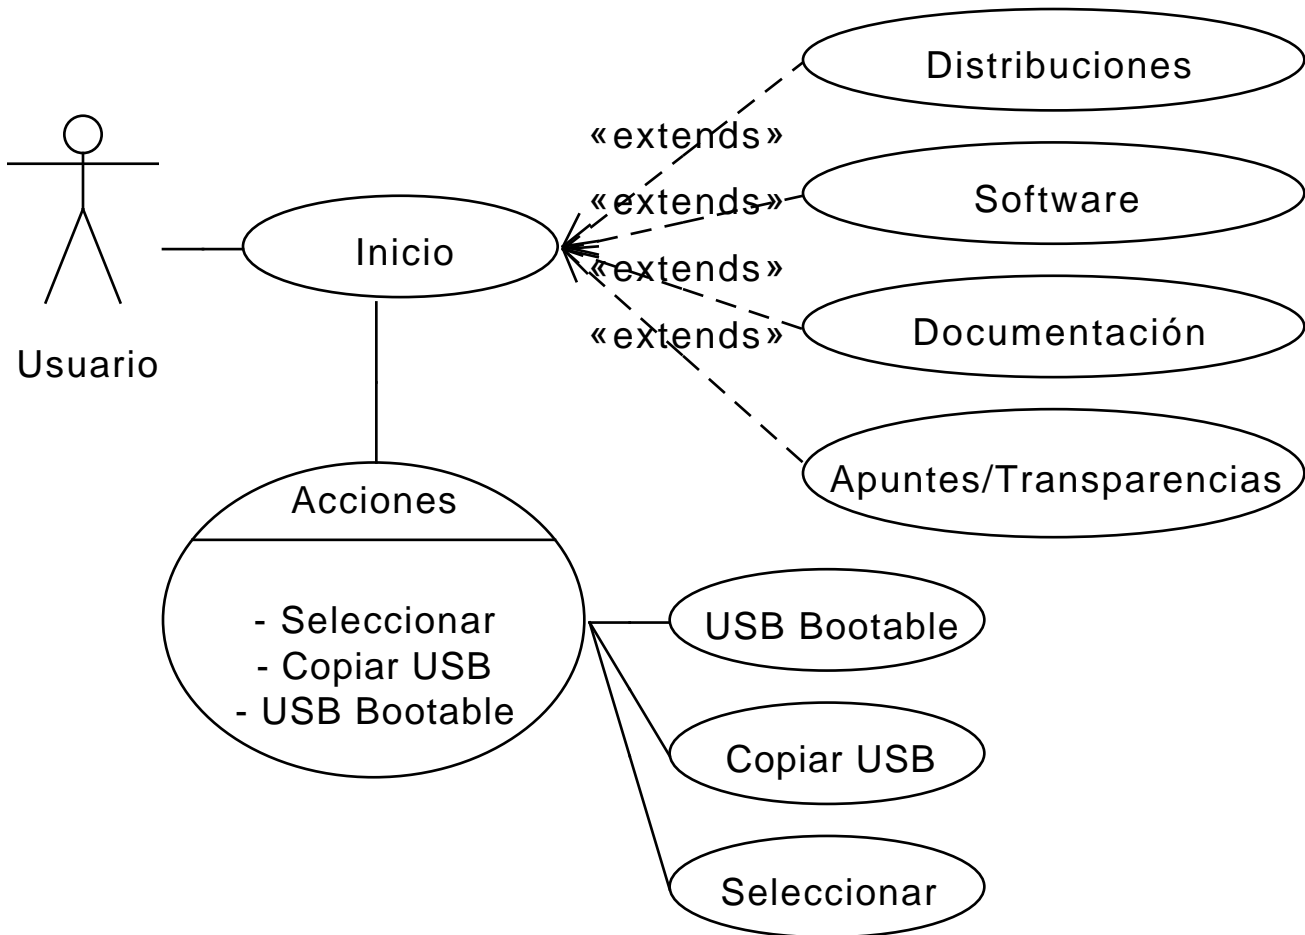 Distribuciones
«extends»
«extends»
Software
Inicio
«extends»
«extends»
Documentación
Usuario
Apuntes/Transparencias
Acciones
- Seleccionar
- Copiar USB
- USB Bootable
USB Bootable
Copiar USB
Seleccionar